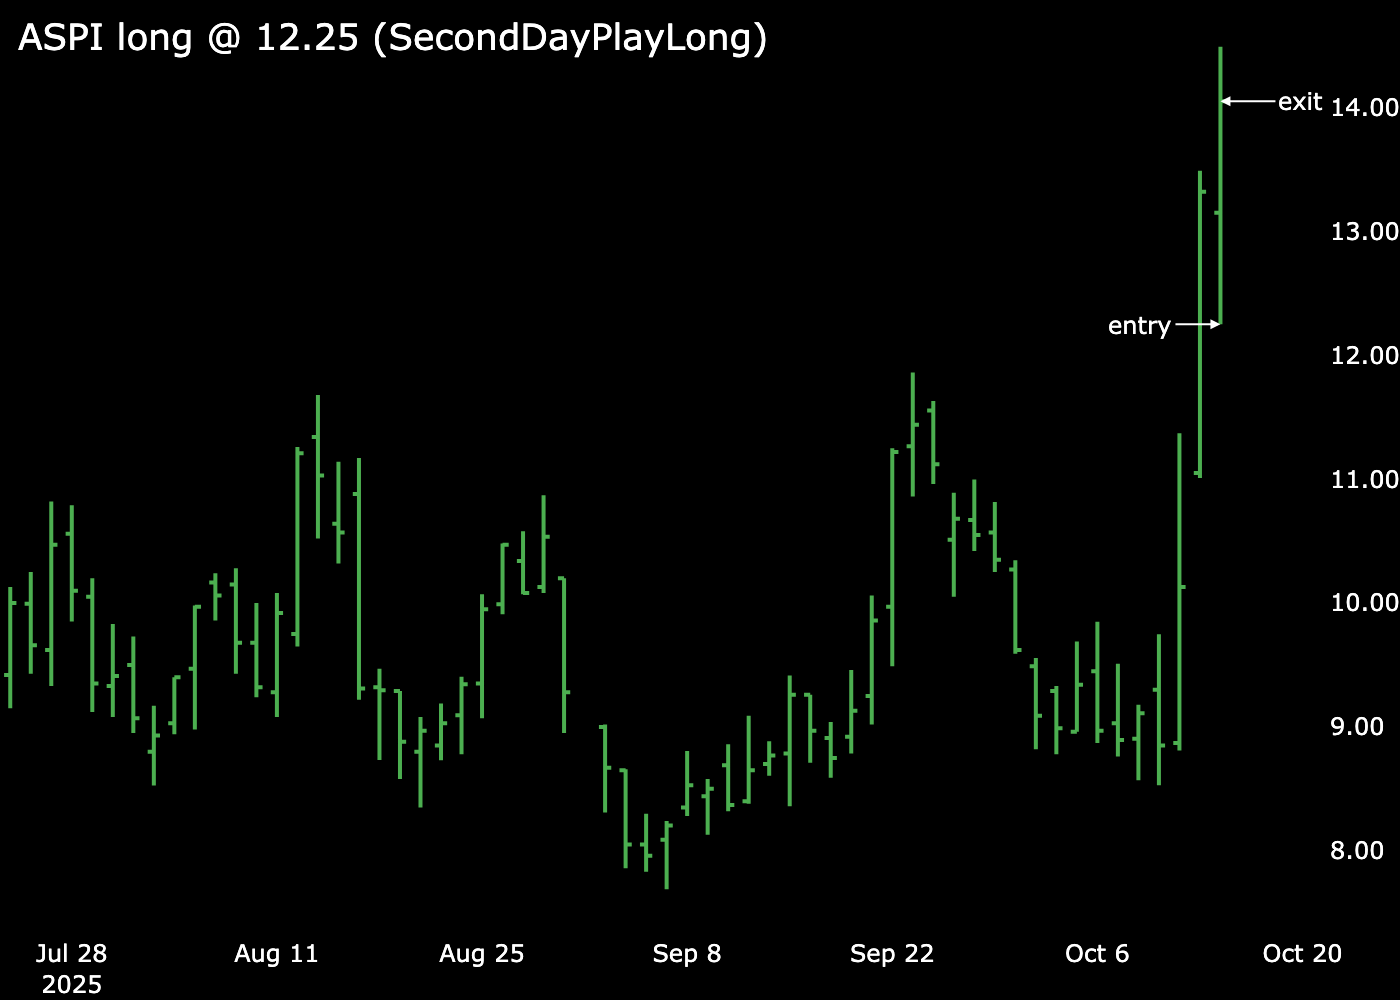 ASPI long @ 12.25 (SecondDayPlayLong)
exit
14.00
13.00
entry
12.00
11.00
10.00
9.00
8.00
Jul 28
2025
Aug 11
Aug 25
Sep 8
Sep 22
Oct 6
Oct 20